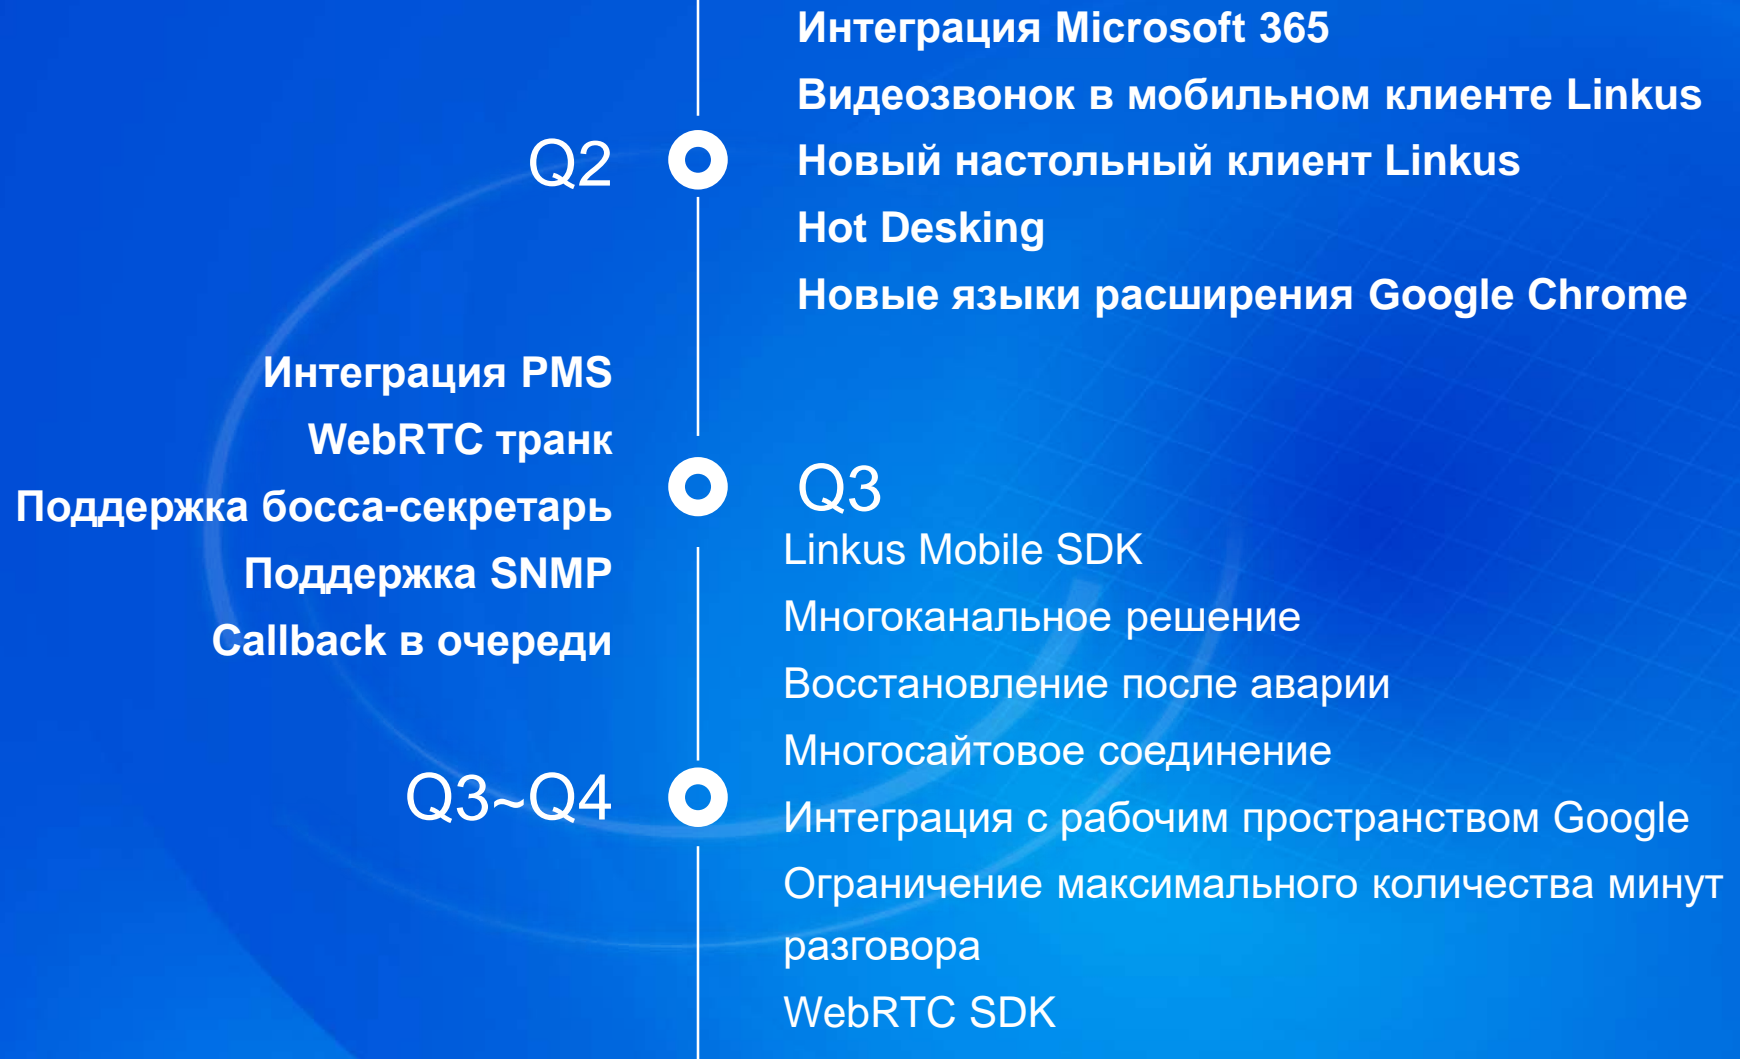 Интеграция Microsoft 365
Видеозвонок в мобильном клиенте Linkus
Q2
Новый настольный клиент Linkus
Hot Desking
Новые языки расширения Google Chrome
Интеграция PMS
WebRTC транк
Поддержка босса-секретарь
Поддержка SNMP
Callback в очереди
Q3
Linkus Mobile SDK
Многоканальное решение
Восстановление после аварии
Многосайтовое соединение
Q3~Q4
Интеграция с рабочим пространством Google
Ограничение максимального количества минут
разговора
WebRTC SDK